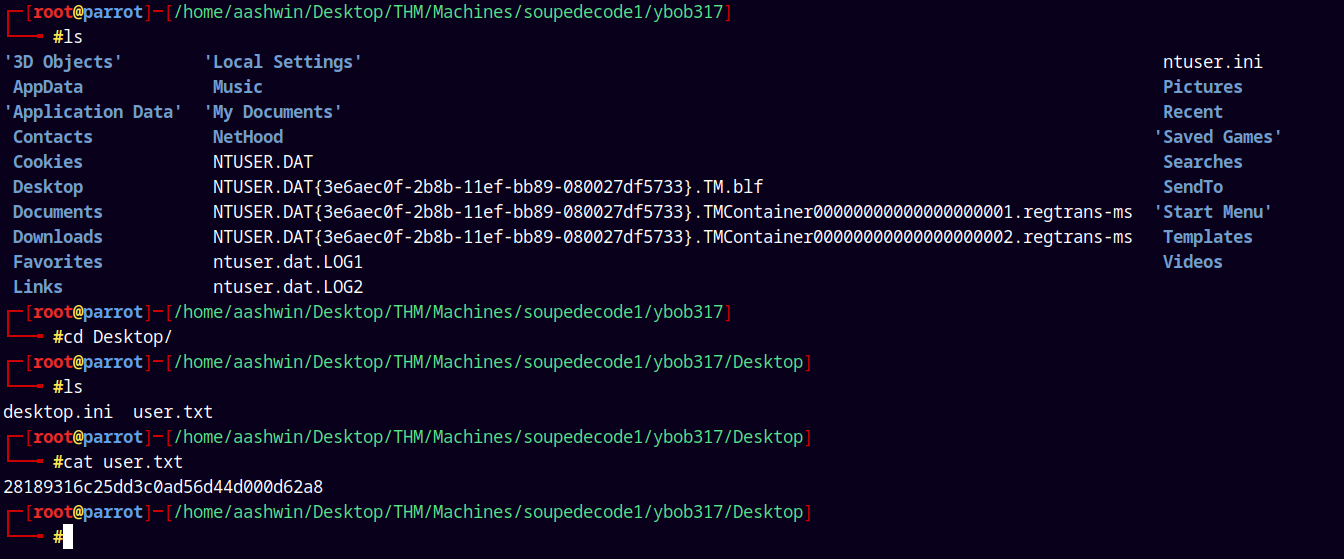 ┌─[root@parrot]─[/home/aashwin/Desktop/THM/Machines/soupedecode1/ybob317]
└──╼ #ls
'3D Objects' 'Local Settings' ntuser.ini
AppData Music Pictures
'Application Data' 'My Documents' Recent
Contacts NetHood 'Saved Games'
Cookies NTUSER.DAT Searches
Desktop NTUSER.DAT{3e6aec0f-2b8b-11ef-bb89-080027df5733}.TM.blf SendTo
Documents NTUSER.DAT{3e6aec0f-2b8b-11ef-bb89-080027df5733}.TMContainer00000000000000000001.regtrans-ms 'Start Menu'
Downloads NTUSER.DAT{3e6aec0f-2b8b-11ef-bb89-080027df5733}.TMContainer00000000000000000002.regtrans-ms Templates
Favorites ntuser.dat.LOG1 Videos
Links ntuser.dat.LOG2
┌─[root@parrot]─[/home/aashwin/Desktop/THM/Machines/soupedecode1/ybob317]
└──╼ #cd Desktop/
┌─[root@parrot]─[/home/aashwin/Desktop/THM/Machines/soupedecode1/ybob317/Desktop]
└──╼ #ls
desktop.ini user.txt
┌─[root@parrot]─[/home/aashwin/Desktop/THM/Machines/soupedecode1/ybob317/Desktop]
└──╼ #cat user.txt
28189316c25dd3c0ad56d44d000d62a8
┌─[root@parrot]─[/home/aashwin/Desktop/THM/Machines/soupedecode1/ybob317/Desktop]
└──╼ #